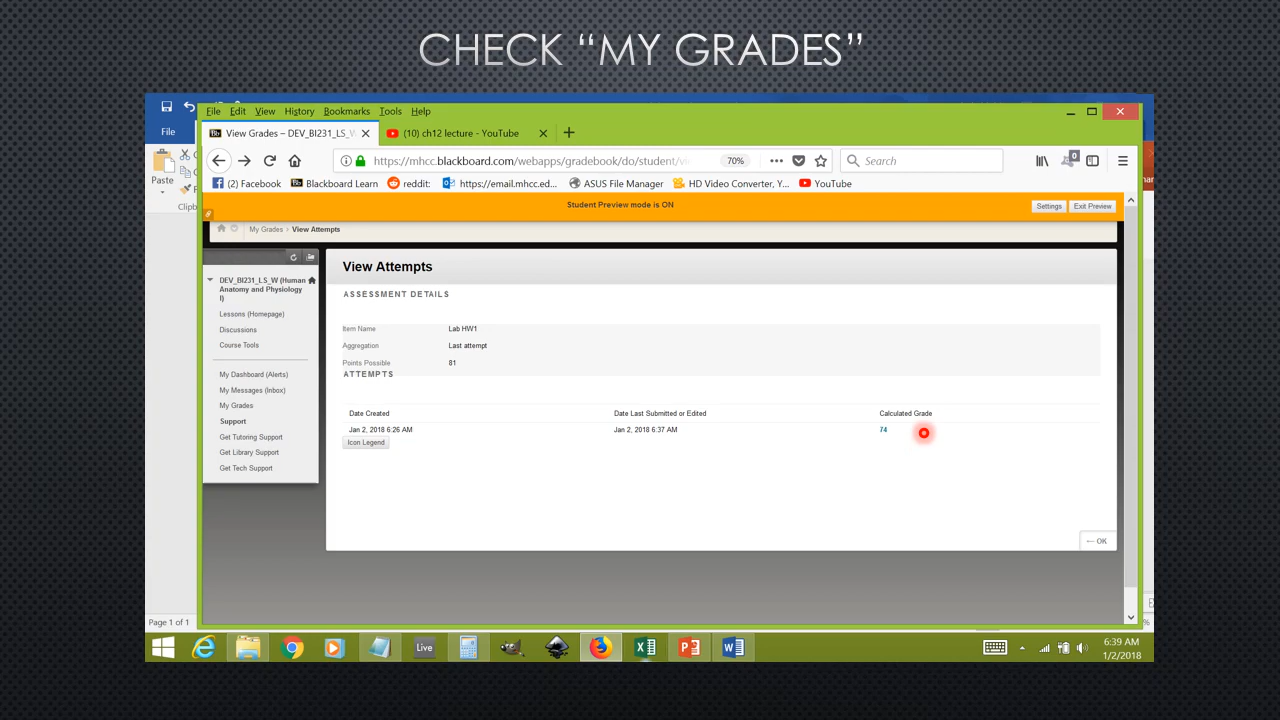 CHECK “MY GRADES”
File Edit View History Bookmarks Tools Help
File
View Grades – DEV_BI231_LS_W
(10) ch12 lecture - YouTube
https://mhcc.blackboard.com/webapps/gradebook/do/student/vi
70%
Search
0
Paste
(2) Facebook
Blackboard Learn
reddit:
https://email.mhcc.ed...
ASUS File Manager
HD Video Converter, Y...
YouTube
Clipb
Student Preview mode is ON
Settings
Exit Preview
My Grades > View Attempts
View Attempts
DEV_BI231_LS_W (Human
Anatomy and Physiology
I)
Lessons (Homepage)
Discussions
Course Tools
My Dashboard (Alerts)
My Messages (Inbox)
My Grades
Support
Get Tutoring Support
Get Library Support
Get Tech Support
ASSESSMENT DETAILS
Item Name Lab HW1
Aggregation Last attempt
Points Possible 81
ATTEMPTS
Date Created Date Last Submitted or Edited Calculated Grade
Jan 2, 2018 6:26 AM Jan 2, 2018 6:37 AM 74
Icon Legend
OK
Page 1 of 1
%
Live
6:39 AM
1/2/2018